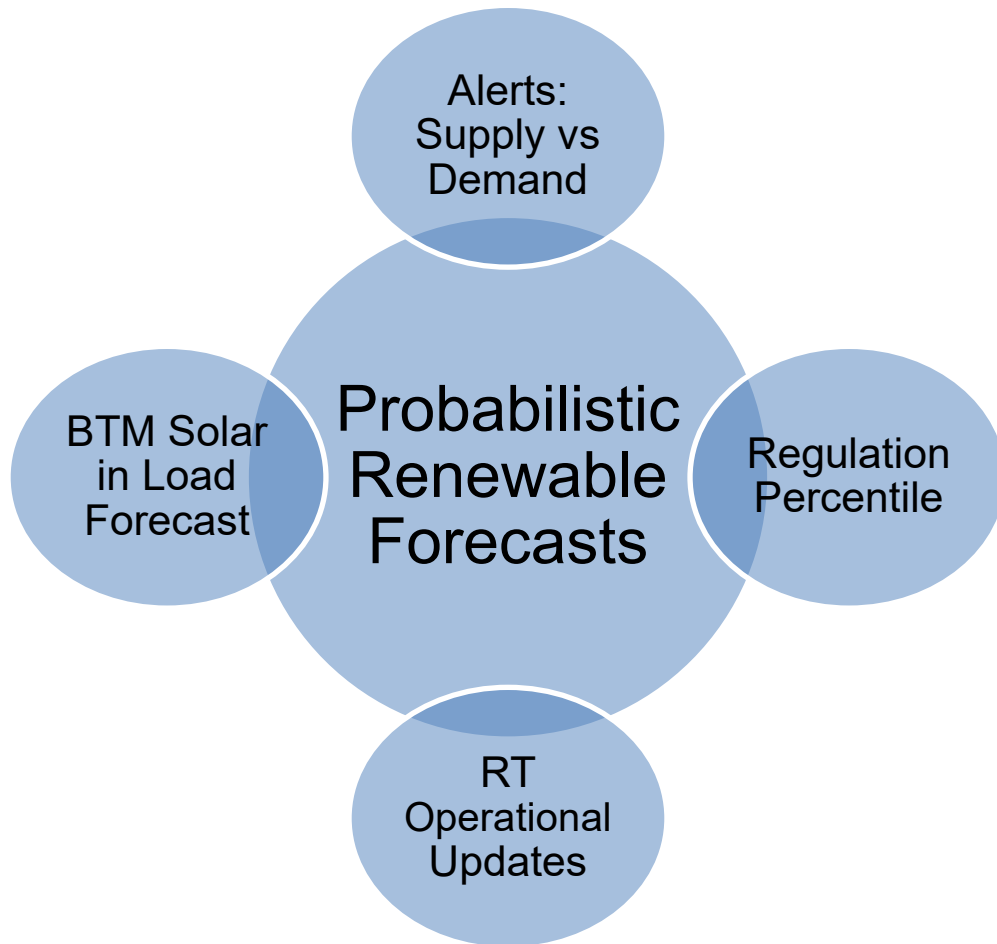 Alerts:
Supply vs
Demand
BTM Solar
in Load
Forecast
Probabilistic
Renewable
Forecasts
Regulation
Percentile
RT
Operational
Updates